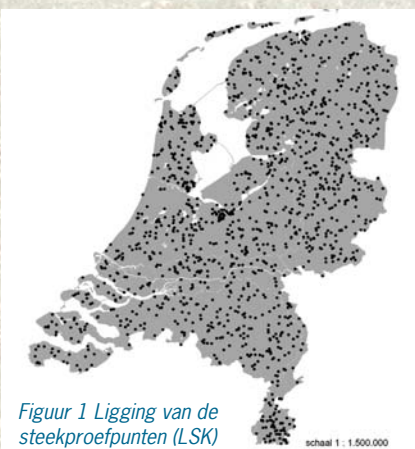 Figuur 1 Ligging van de
steekproefpunten (LSK)
schaal 1 : 1.500.000